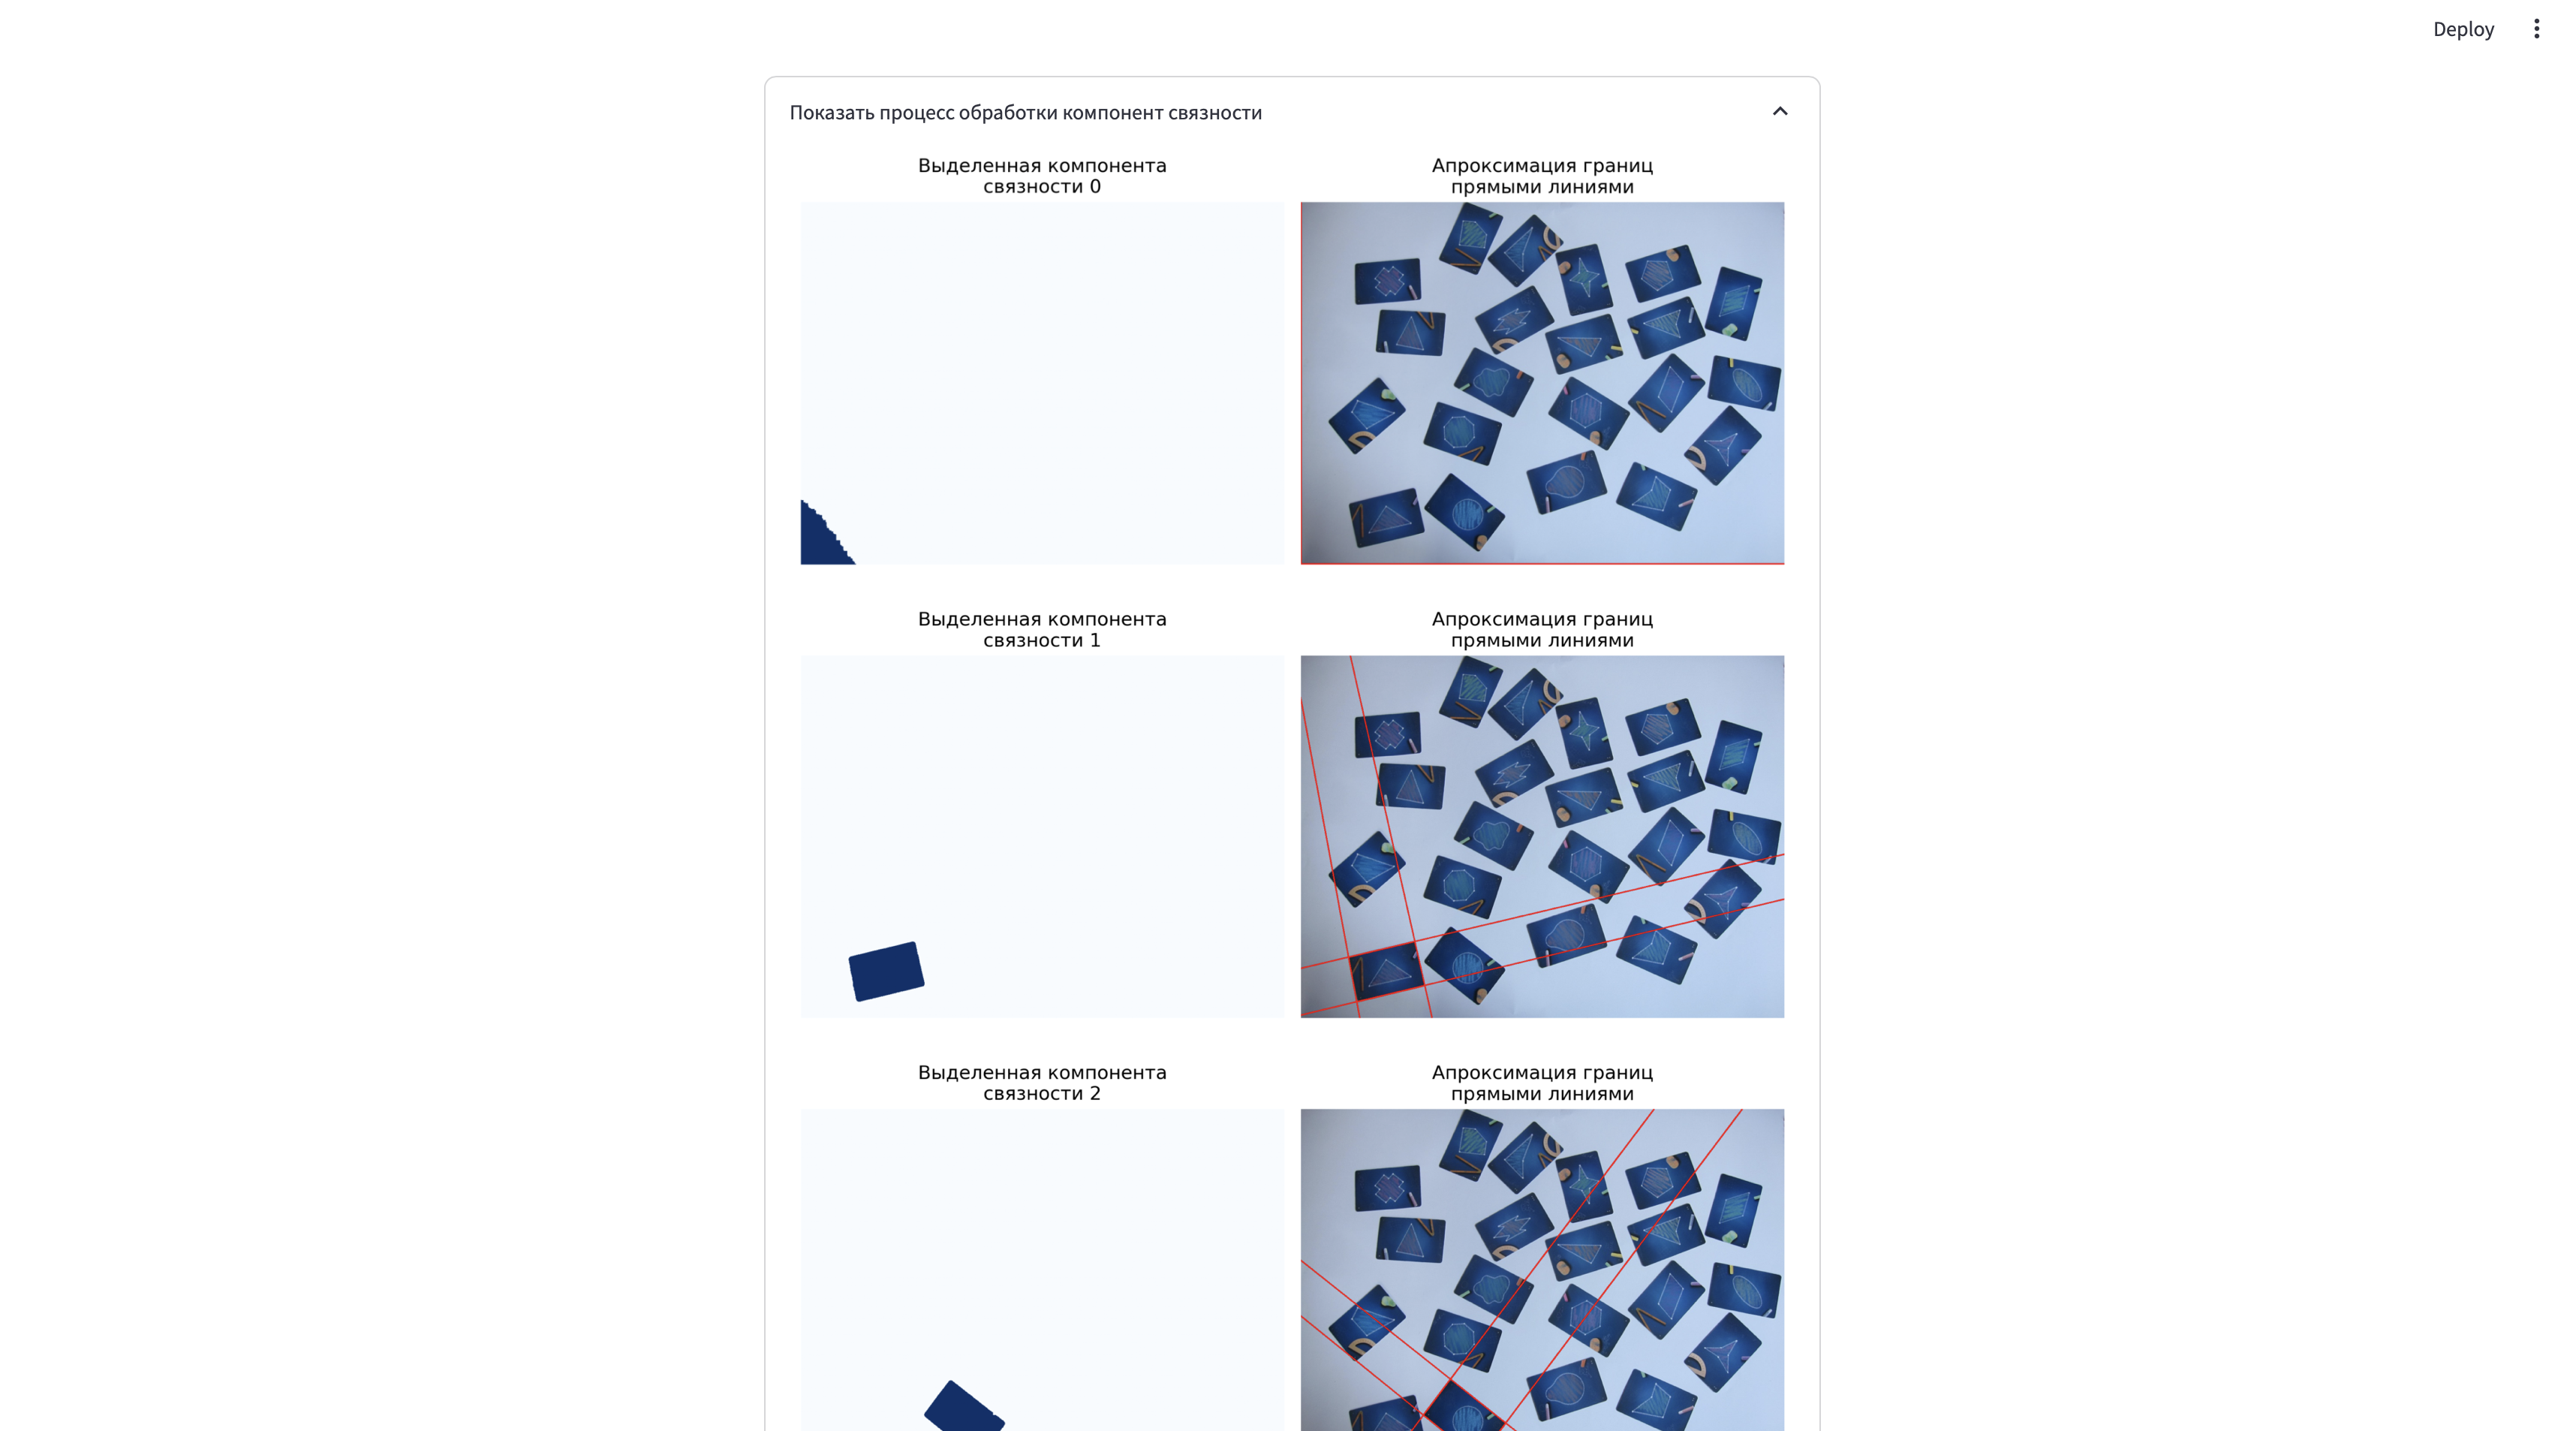 Deploy
Показать процесс обработки компонент связности
Выделенная компонента
связности 0
Апроксимация границ
прямыми линиями
Выделенная компонента
связности 1
Апроксимация границ
прямыми линиями
Выделенная компонента
связности 2
Апроксимация границ
прямыми линиями